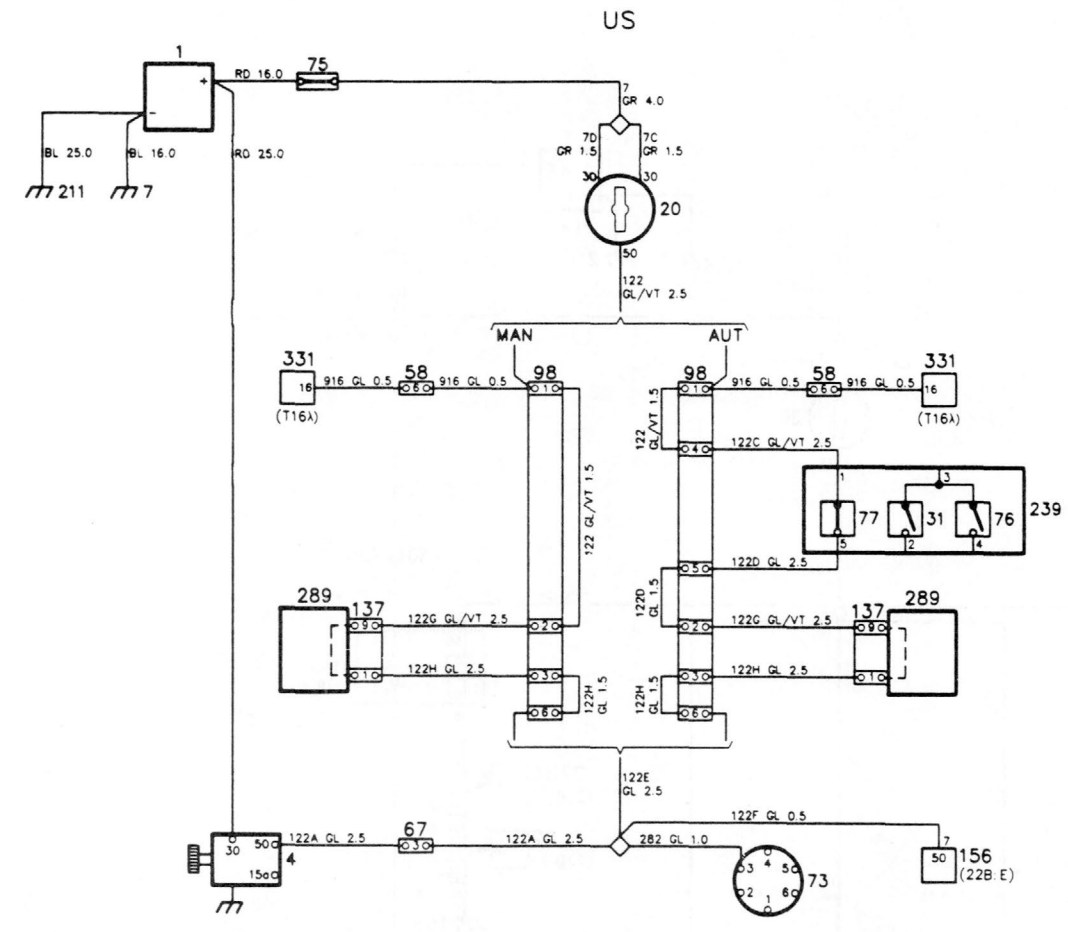 US
1
+
-
RD 16.0
75
7
GR 4.0
7D
GR 1.5
7C
GR 1.5
30
30
20
50
BL 25.0
BL 16.0
RD 25.0
211
7
122
GL/VT 2.5
MAN
AUT
331
16
(T16A)
916 GL 0.5
58
6
916 GL 0.5
98
1
98
1
916 GL 0.5
58
6
916 GL 0.5
331
16
(T16A)
122 GL/VT 1.5
122
GL/VT 1.5
4
122C GL/VT 2.5
1
3
77
31
76
239
5
2
4
5
122D GL 2.5
122D
GL 1.5
289
137
9
122G GL/VT 2.5
2
2
122G GL/VT 2.5
137
9
289
1
122H GL 2.5
3
3
122H GL 2.5
1
122H
GL 1.5
122H
GL 1.5
6
6
122E
GL 2.5
30
50
15a
4
122A GL 2.5
67
3
122A GL 2.5
282 GL 1.0
122F GL 0.5
3
4
5
2
1
6
73
7
50
156
(22B:E)